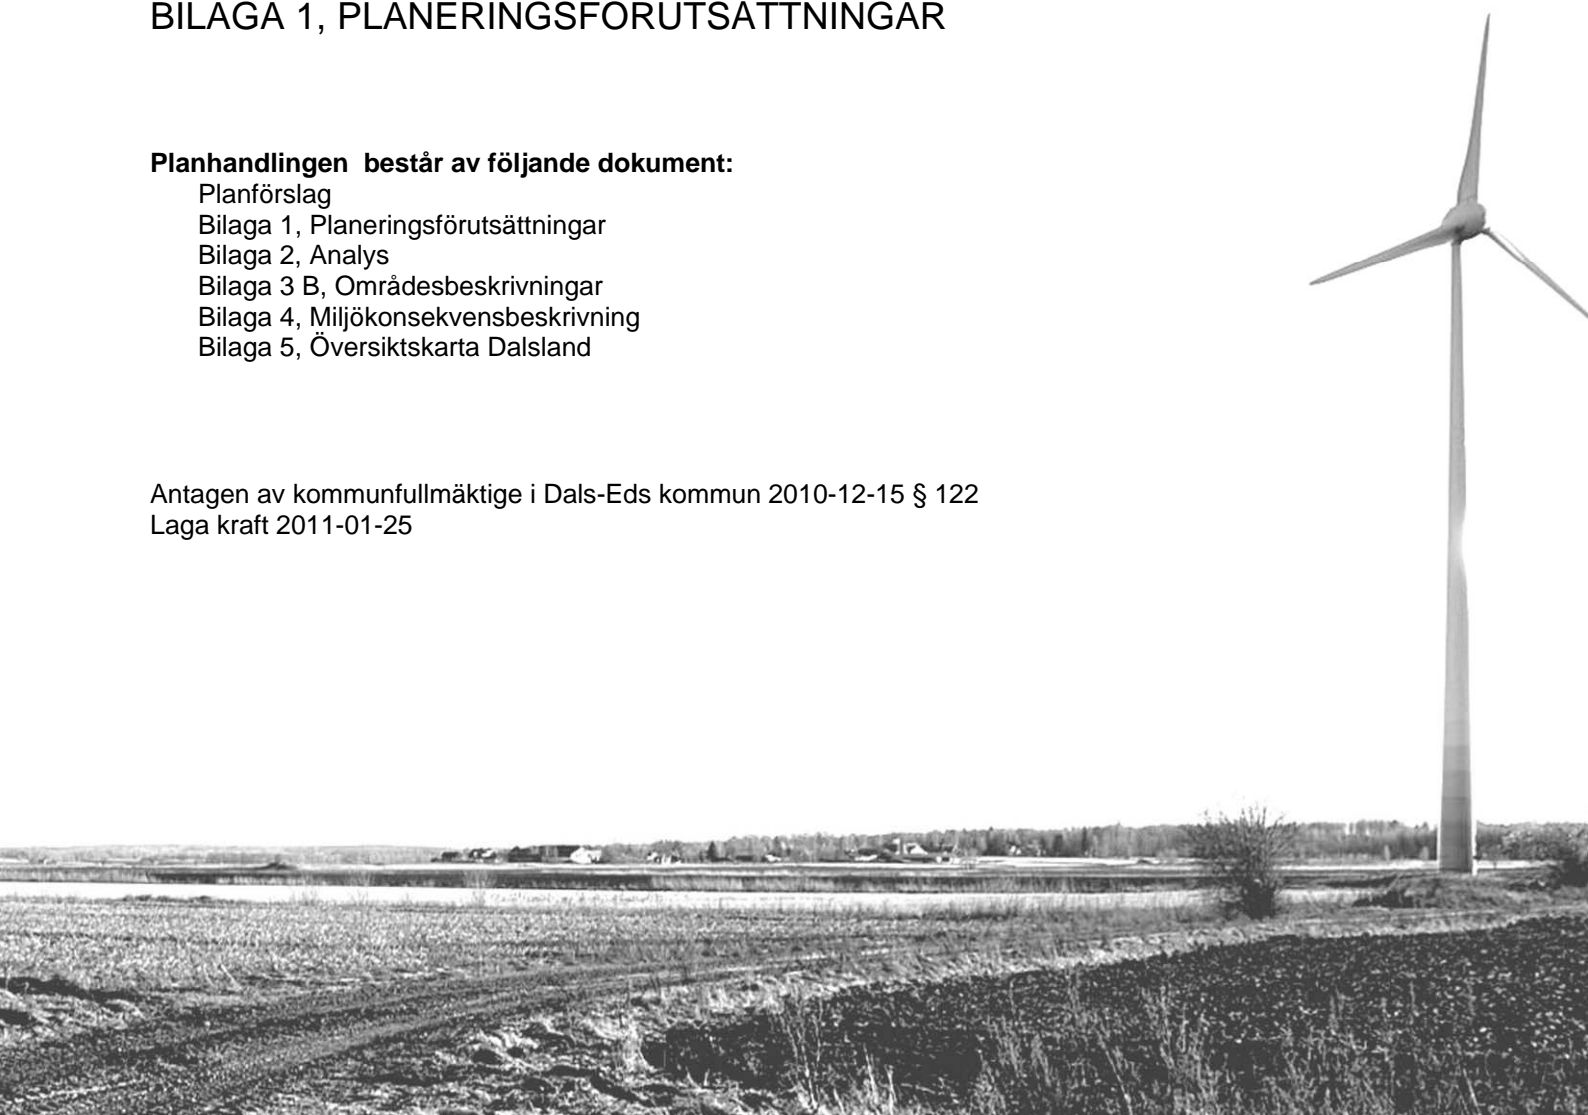 BILAGA 1, PLANERINGSFÖRUTSÄTTNINGAR
Planhandlingen  består av följande dokument:
Planförslag
Bilaga 1, Planeringsförutsättningar
Bilaga 2, Analys
Bilaga 3 B, Områdesbeskrivningar
Bilaga 4, Miljökonsekvensbeskrivning
Bilaga 5, Översiktskarta Dalsland
Antagen av kommunfullmäktige i Dals-Eds kommun 2010-12-15 § 122
Laga kraft 2011-01-25